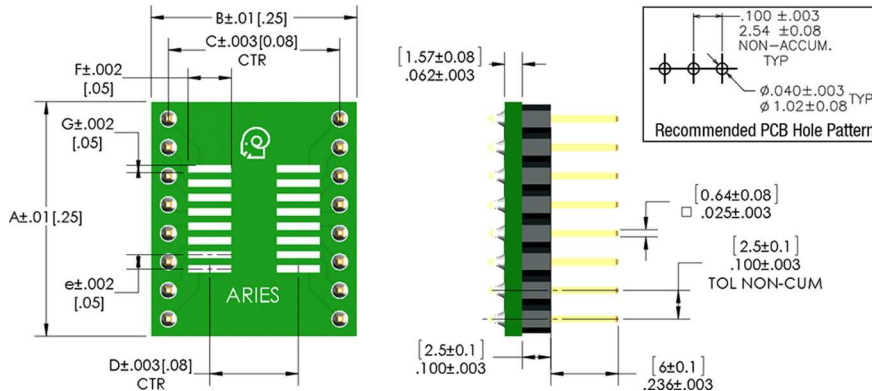 B±.01[.25]
C±.003[0.08]
CTR
F±.002
[.05]
G±.002
[.05]
A±.01[.25]
e±.002
[.05]
ARIES
D±.003[.08]
CTR
[1.57±0.08]
.062±.003
[0.64±0.08]
□ .025±.003
[2.5±0.1]
.100±.003
TOL NON-CUM
[2.5±0.1]
.100±.003
[6±0.1]
.236±.003
.100 ±.003
2.54 ±0.08
NON-ACCUM.
TYP
Ø.040±.003
Ø1.02±0.08 TYP
Recommended PCB Hole Pattern